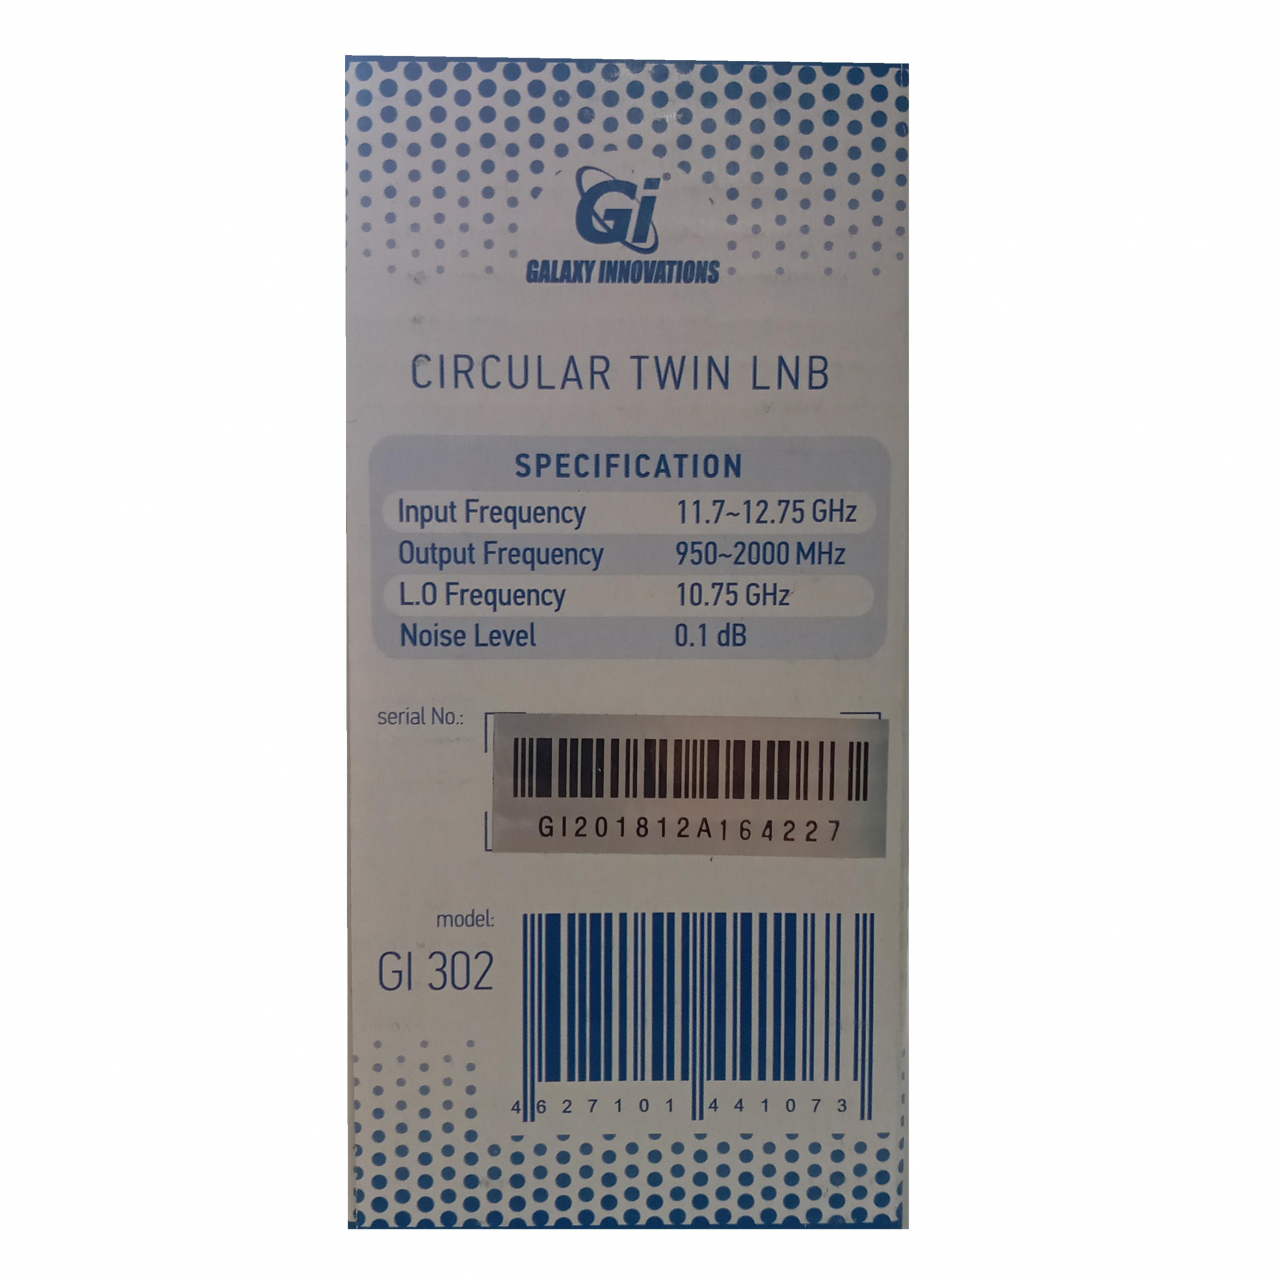 Gi
GALAXY INNOVATIONS
CIRCULAR TWIN LNB
SPECIFICATION
Input Frequency 11.7~12.75 GHz
Output Frequency 950~2000 MHz
L.O Frequency 10.75 GHz
Noise Level 0.1 dB
serial No.:
GI201812A164227
model:
GI 302
4 627101 441073